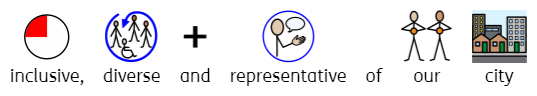 inclusive, diverse and representative of our city